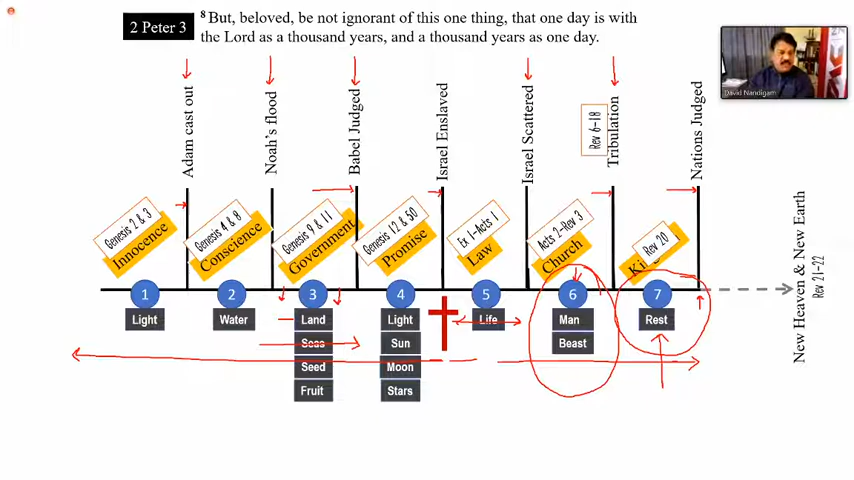 2 Peter 3
8 But, beloved, be not ignorant of this one thing, that one day is with
the Lord as a thousand years, and a thousand years as one day.
David Nandigam
Adam cast out
Noah's flood
Babel Judged
Israel Enslaved
Israel Scattered
Rev 6-18
Tribulation
Nations Judged
Genesis 2 & 3
Innocence
Genesis 4 & 8
Conscience
Genesis 9 & 11
Government
Genesis 12 & 50
Promise
Ex 1-Acts 1
Law
Acts 2-Rev 3
Church
Rev 20
New Heaven & New Earth
Rev 21-22
1
2
3
4
5
6
7
Light
Water
Land
Seas
Seed
Fruit
Light
Sun
Moon
Stars
Life
Man
Beast
Rest